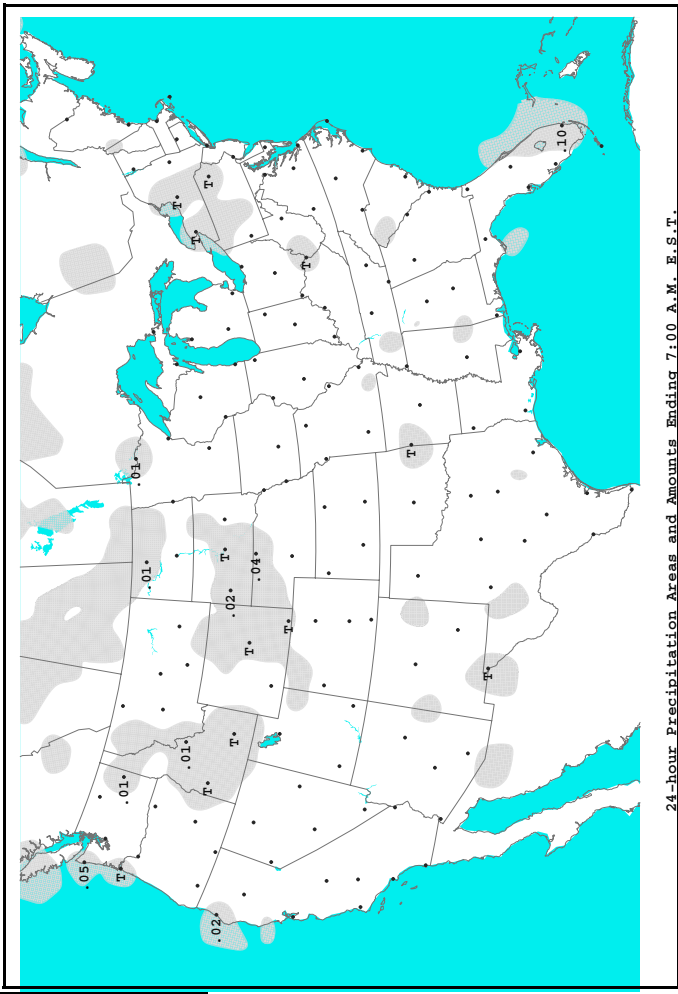 .05
T
.01
.01
.01
T
.01
T
T
T
.02
T
.02
T
T
.04
T
T
T
T
.10
24-hour Precipitation Areas and Amounts Ending 7:00 A.M. E.S.T.